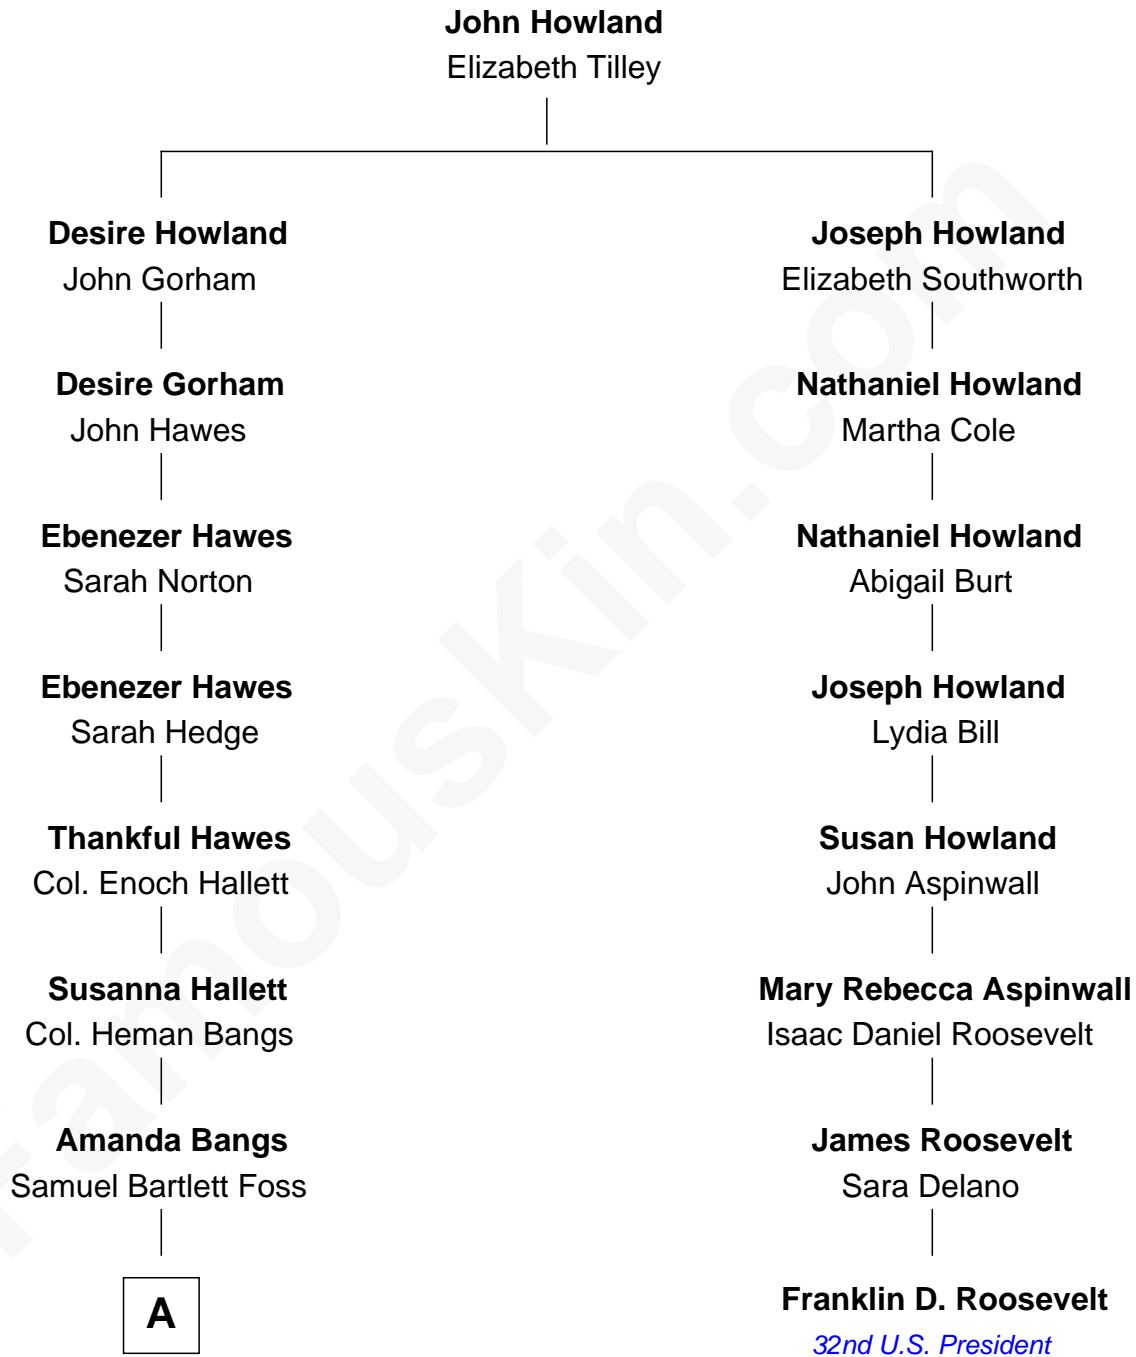 John Howland
Elizabeth Tilley
Desire Howland
John Gorham
Joseph Howland
Elizabeth Southworth
Desire Gorham
John Hawes
Nathaniel Howland
Martha Cole
Ebenezer Hawes
Sarah Norton
Nathaniel Howland
Abigail Burt
Ebenezer Hawes
Sarah Hedge
Joseph Howland
Lydia Bill
Thankful Hawes
Col. Enoch Hallett
Susan Howland
John Aspinwall
Susanna Hallett
Col. Heman Bangs
Mary Rebecca Aspinwall
Isaac Daniel Roosevelt
Amanda Bangs
Samuel Bartlett Foss
James Roosevelt
Sara Delano
A
Franklin D. Roosevelt
32nd U.S. President
FamousKin.com